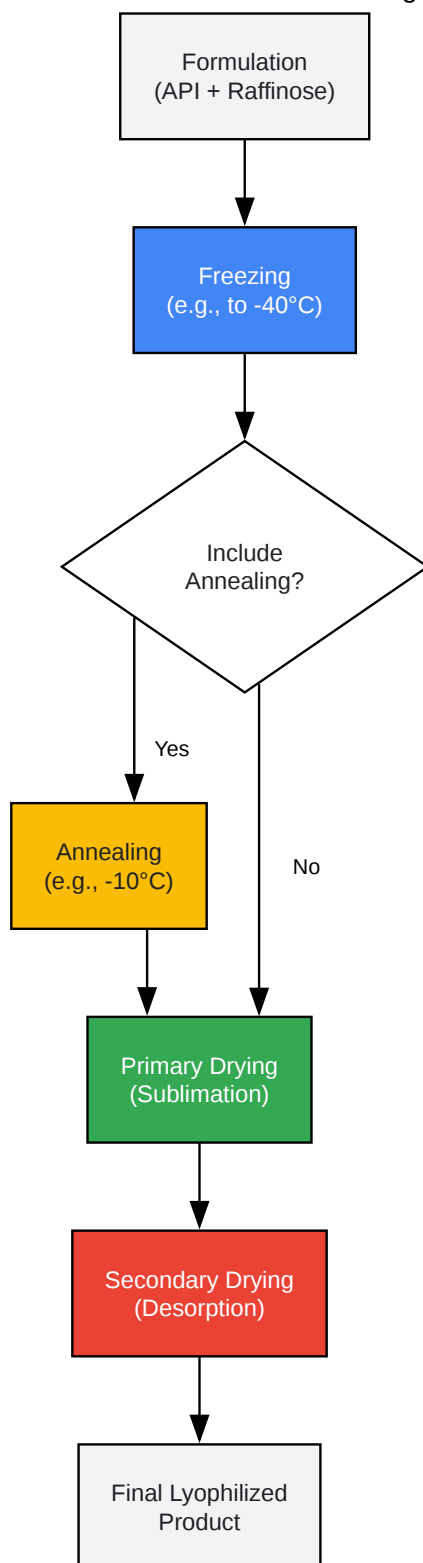 Formulation
(API + Raffinose)
Freezing
(e.g., to -40°C)
Include
Annealing?
Yes
Annealing
(e.g., -10°C)
No
Primary Drying
(Sublimation)
Secondary Drying
(Desorption)
Final Lyophilized
Product